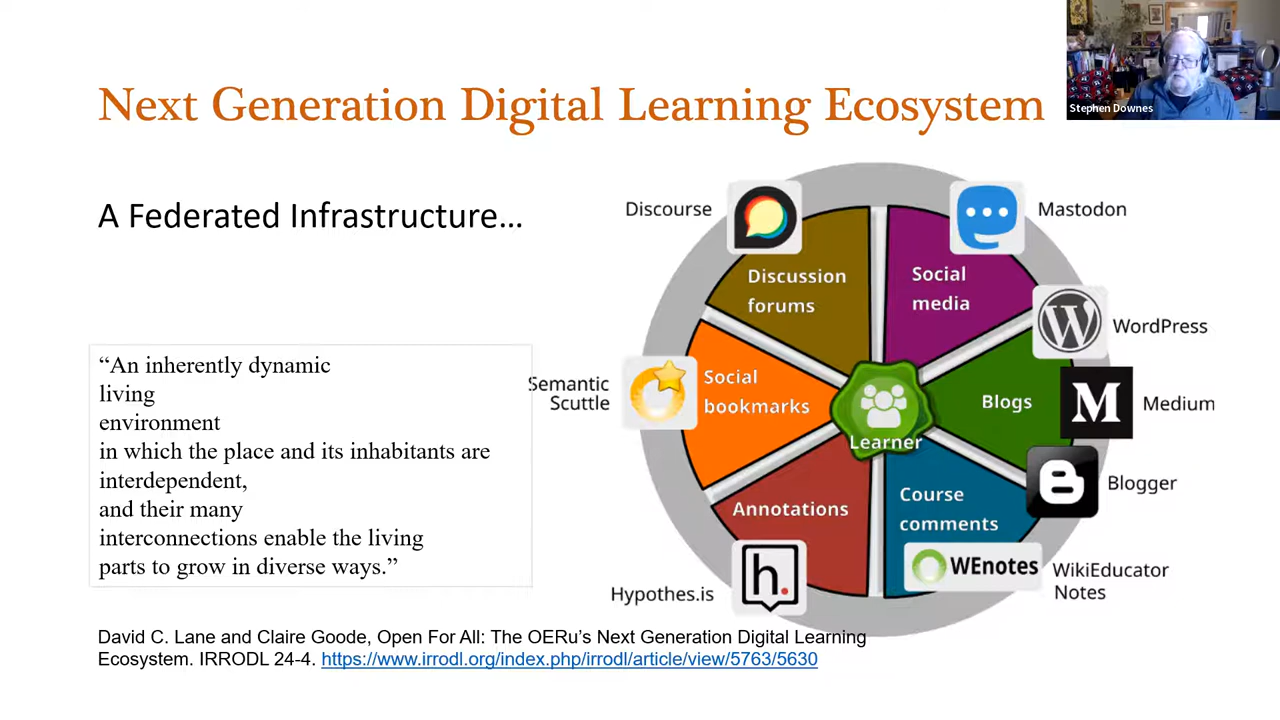 Next Generation Digital Learning Ecosystem
Stephen Downes
A Federated Infrastructure…
“An inherently dynamic
living
environment
in which the place and its inhabitants are
interdependent,
and their many
interconnections enable the living
parts to grow in diverse ways.”
Discourse
Mastodon
Discussion
forums
Social
media
W
WordPress
Semantic
Scuttle
Social
bookmarks
Blogs
M
Medium
Learner
Annotations
Course
comments
B
Blogger
Hypothes.is
h.
WEnotes
WikiEducator
Notes
David C. Lane and Claire Goode, Open For All: The OERu’s Next Generation Digital Learning
Ecosystem. IRRODL 24-4. https://www.irrodl.org/index.php/irrodl/article/view/5763/5630